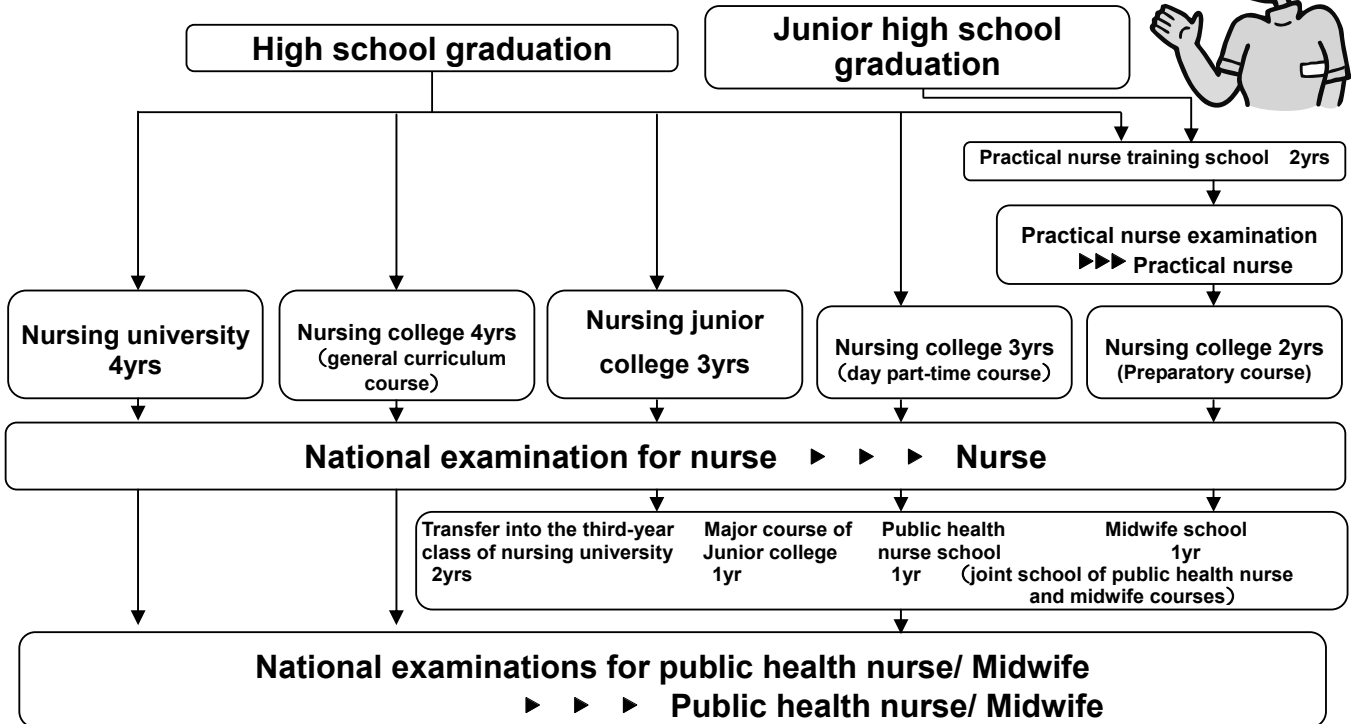 High school graduation
Junior high school
graduation
Practical nurse training school 2yrs
Practical nurse examination
▶▶▶ Practical nurse
Nursing university
4yrs
Nursing college 4yrs
(general curriculum
course)
Nursing junior
college 3yrs
Nursing college 3yrs
(day part-time course)
Nursing college 2yrs
(Preparatory course)
National examination for nurse ▶ ▶ ▶ Nurse
Transfer into the third-year
class of nursing university
2yrs
Major course of
Junior college
1yr
Public health
nurse school
1yr
Midwife school
1yr
(joint school of public health nurse
and midwife courses)
National examinations for public health nurse/ Midwife
▶ ▶ ▶ Public health nurse/ Midwife